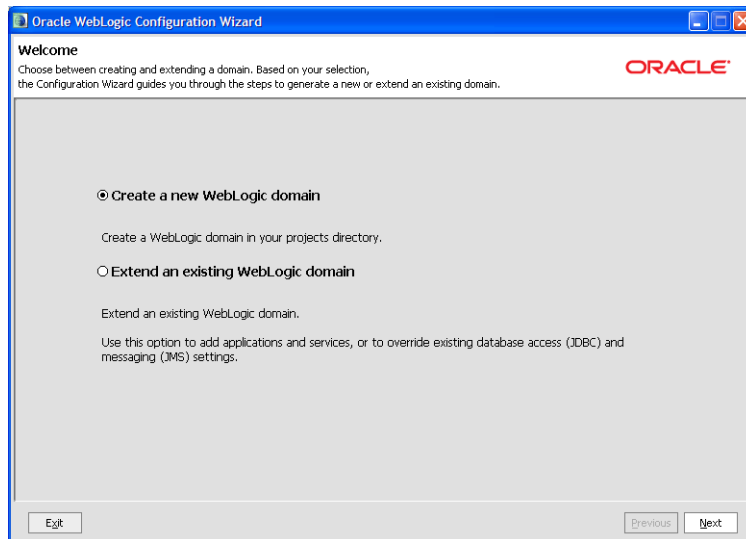 Oracle WebLogic Configuration Wizard
Welcome
Choose between creating and extending a domain. Based on your selection,
the Configuration Wizard guides you through the steps to generate a new or extend an existing domain.
ORACLE
Create a new WebLogic domain
Create a WebLogic domain in your projects directory.
Extend an existing WebLogic domain
Extend an existing WebLogic domain.
Use this option to add applications and services, or to override existing database access (JDBC) and
messaging (JMS) settings.
Exit
Previous
Next